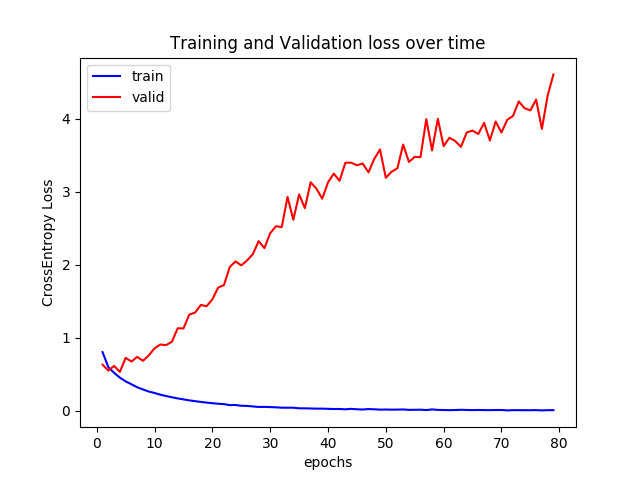 Training and Validation loss over time
train
valid
CrossEntropy Loss
4
3
2
1
0
0 10 20 30 40 50 60 70 80
epochs